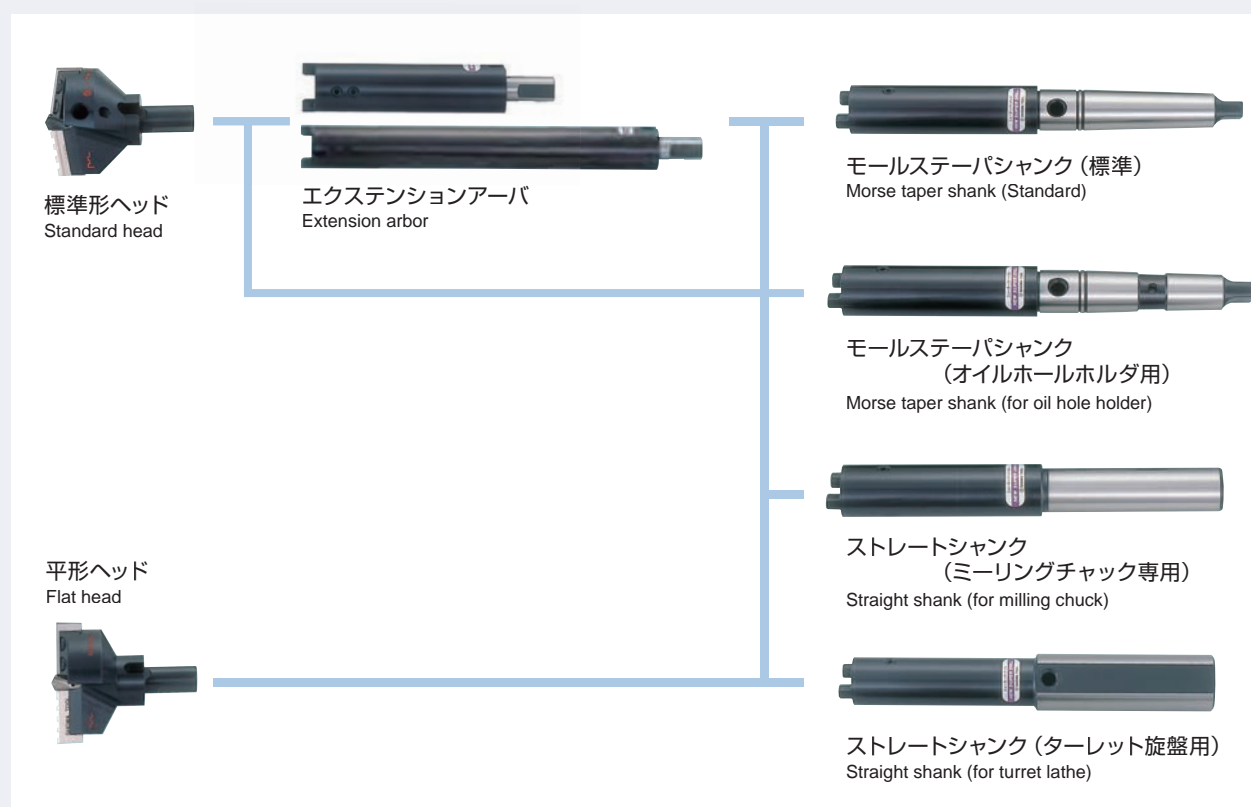 標準形ヘッド
Standard head
エクステンションアーバ
Extension arbor
モールステーパシャンク（標準）
Morse taper shank (Standard)
モールステーパシャンク
（オイルホールホルダ用）
Morse taper shank (for oil hole holder)
ストレートシャンク
（ミーリングチャック専用）
Straight shank (for milling chuck)
平形ヘッド
Flat head
ストレートシャンク（ターレット旋盤用）
Straight shank (for turret lathe)